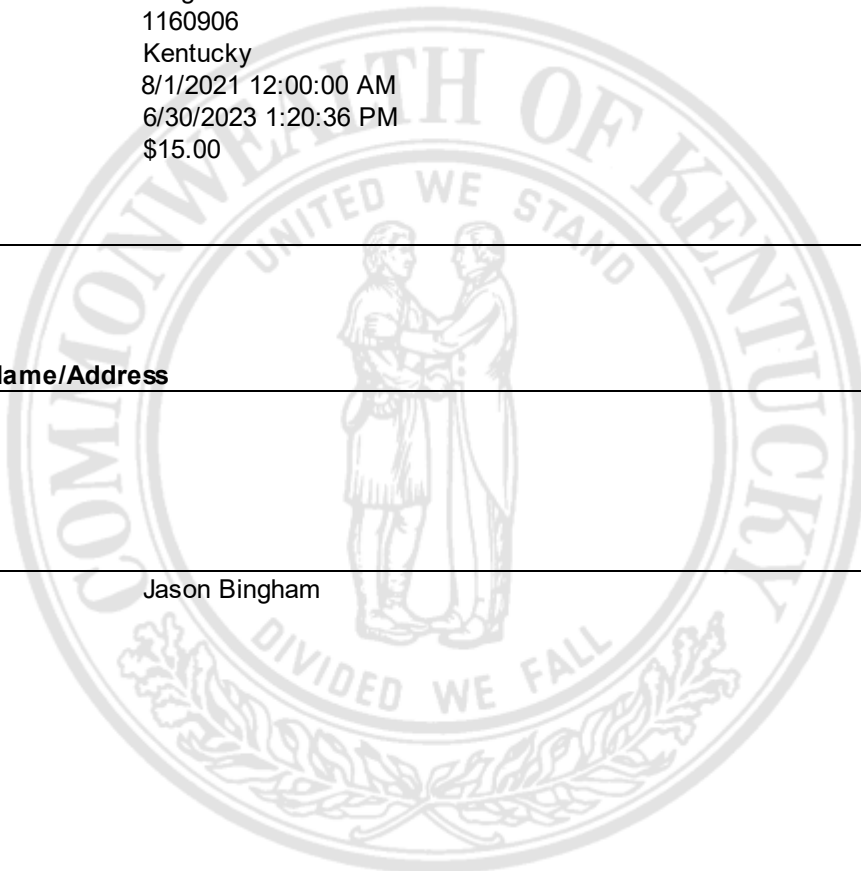 1160906
Kentucky
8/1/2021 12:00:00 AM
6/30/2023 1:20:36 PM
$15.00
COMMONWEALTH OF KENTUCKY
UNITED WE STAND
ame/Address
Jason Bingham
DIVIDED WE FALL